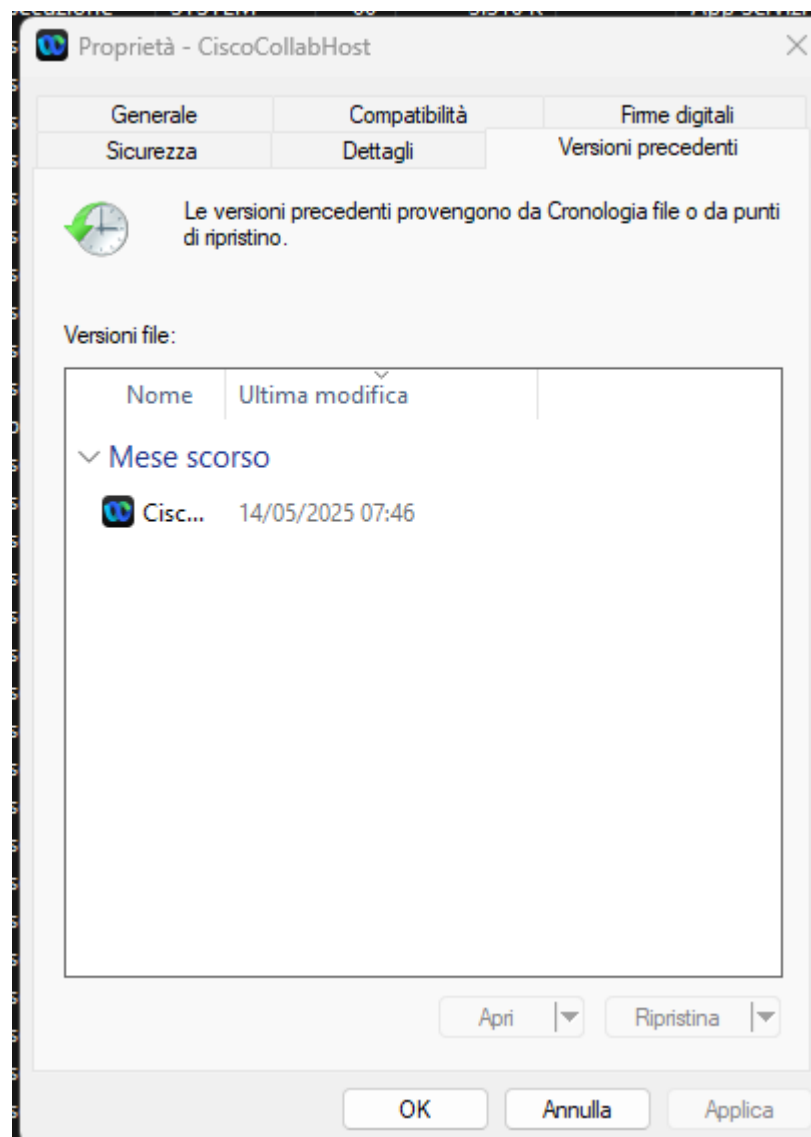 SYSTEM
Proprietà - CiscoCollabHost
Generale
Compatibilità
Firme digitali
Sicurezza
Dettagli
Versioni precedenti
Le versioni precedenti provengono da Cronologia file o da punti
di ripristino.
Versioni file:
Nome
Ultima modifica
Mese scorso
Cisc...
14/05/2025 07:46
Apri
Ripristina
OK
Annulla
Applica